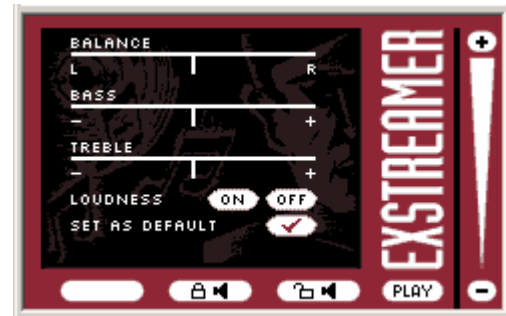 BALANCE
L R
BASS
- +
TREBLE
- +
LOUDNESS ON OFF
SET AS DEFAULT
PLAY
EXSTREAMER
+
-